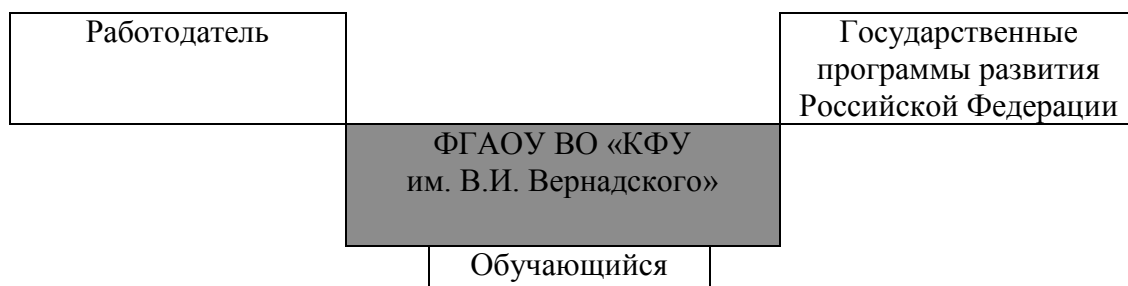 Работодатель
Государственные
программы развития
Российской Федерации
ФГАОУ ВО «КФУ
им. В.И. Вернадского»
Обучающийся